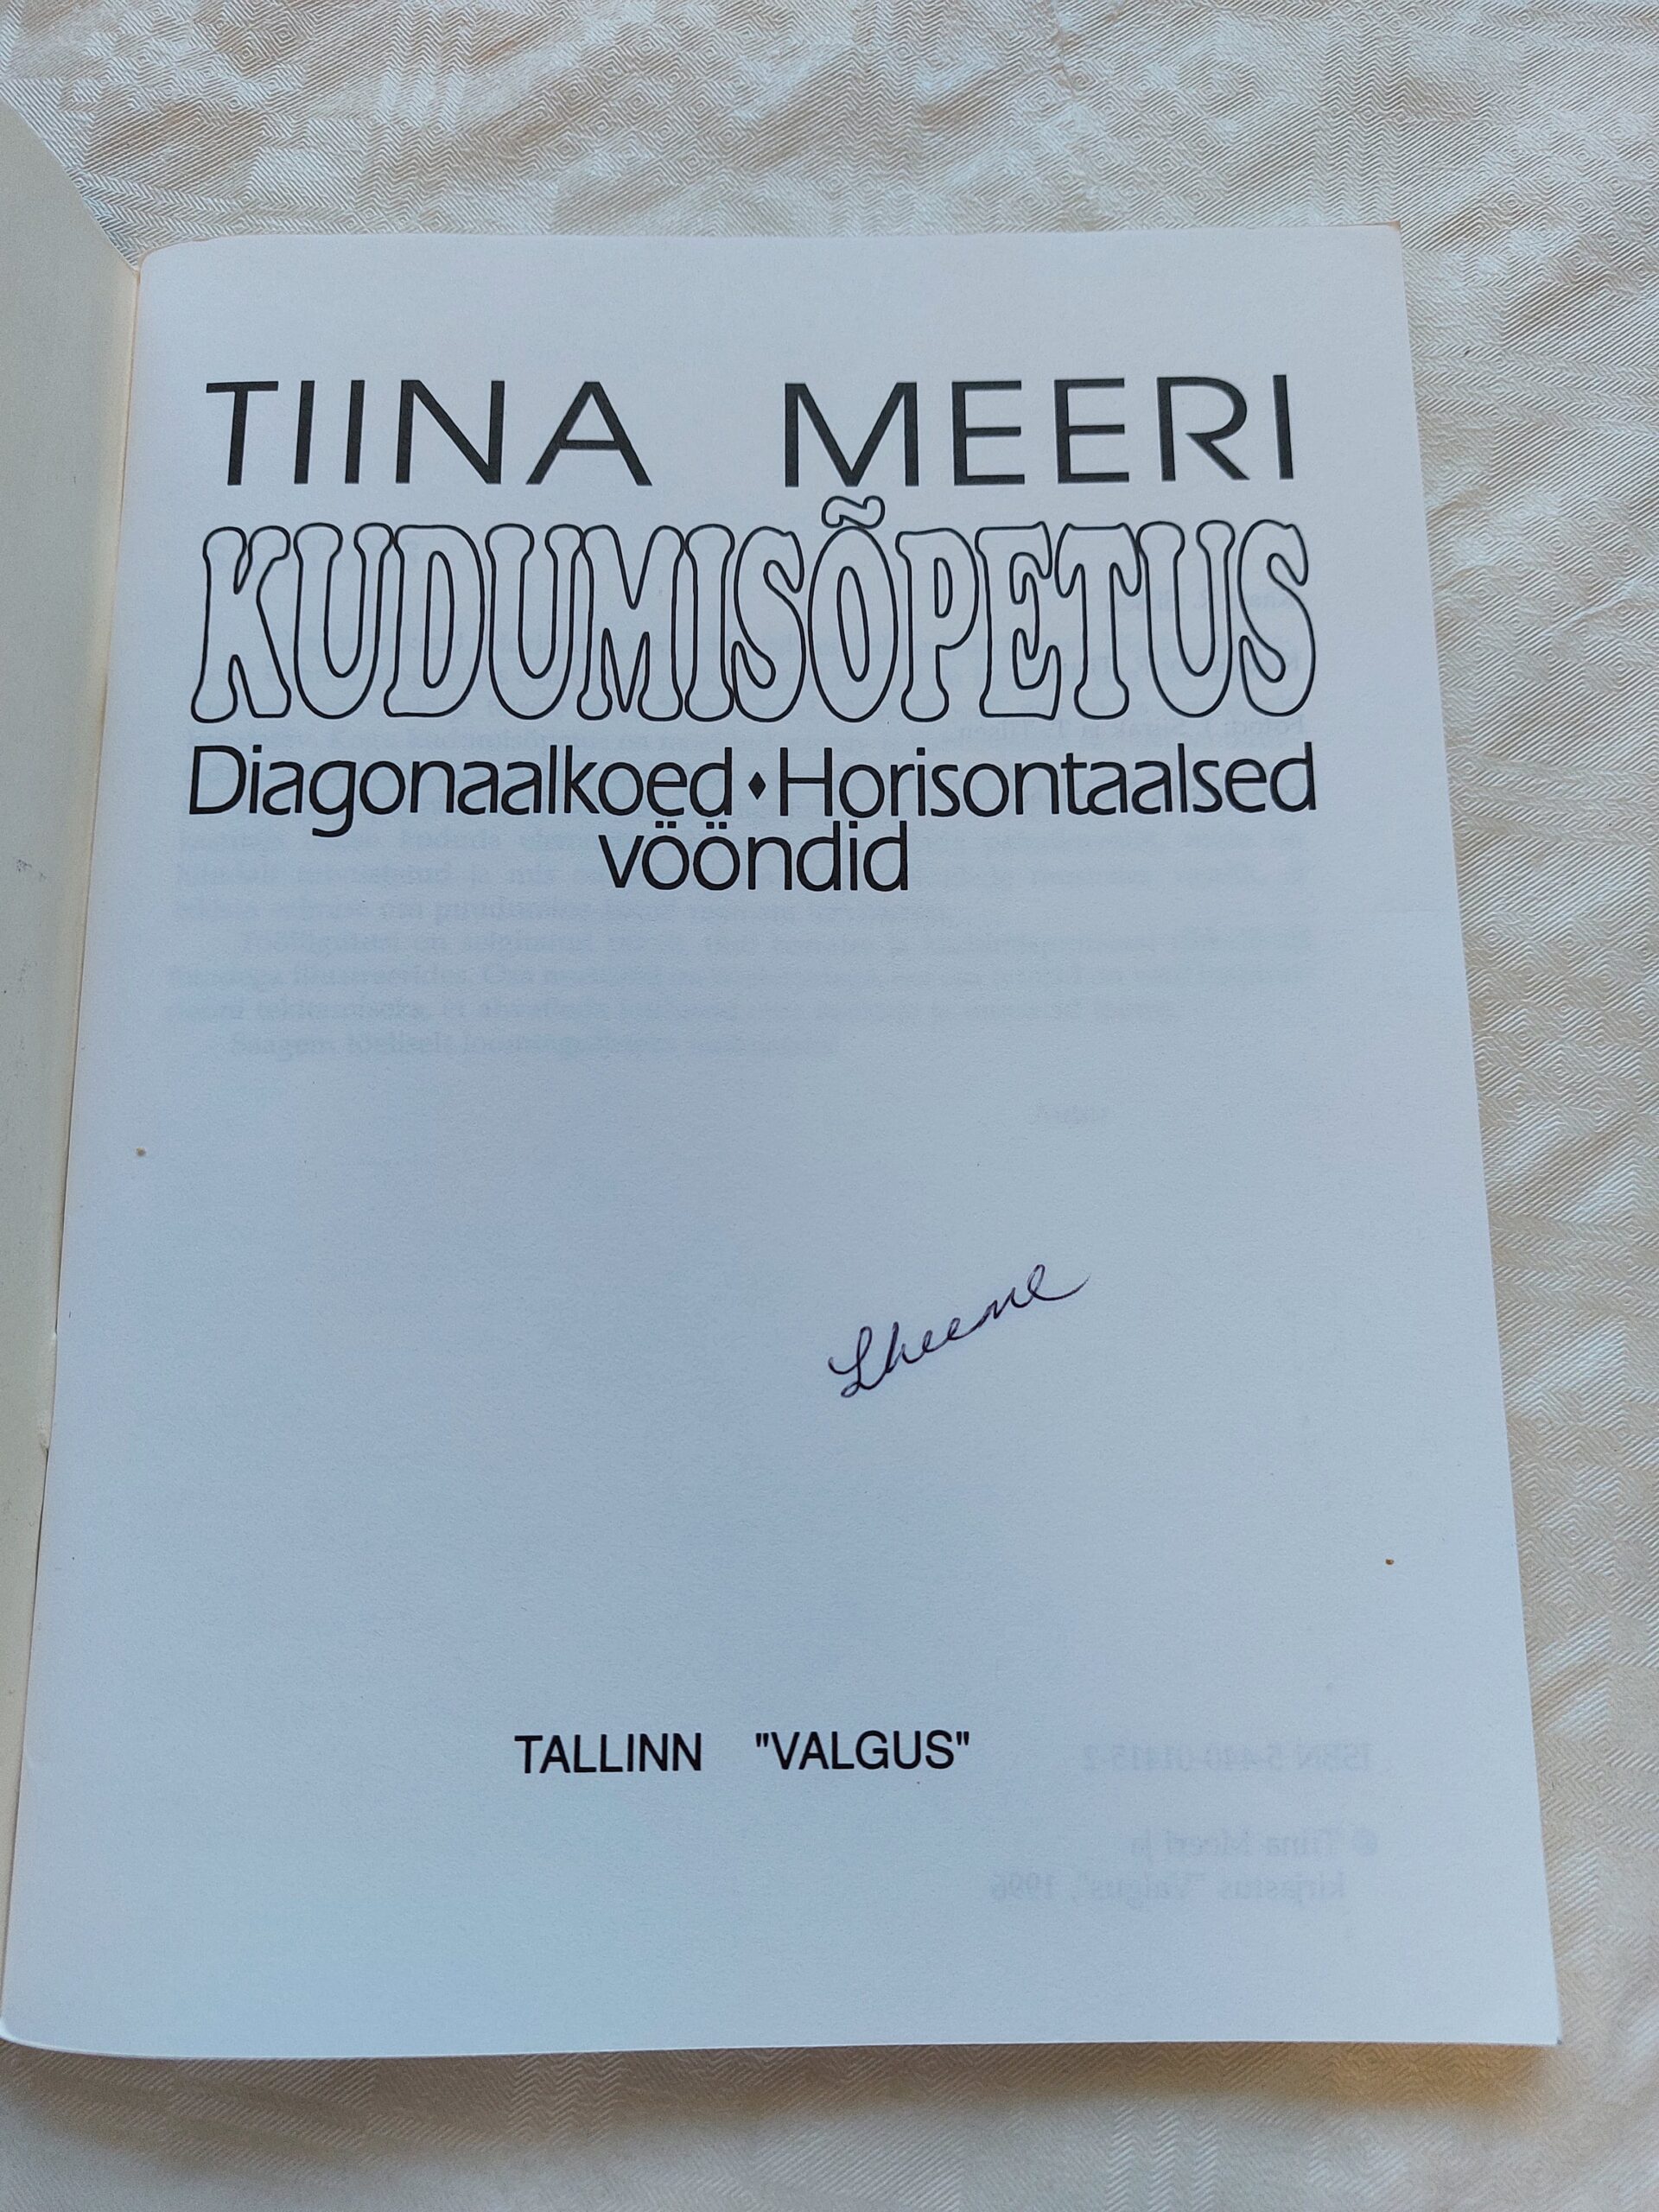 TIINA MEERI
KUDUMISÕPETUS
Diagonaalkoed ♦ Horisontaalsed
vööndid
TALLINN "VALGUS"